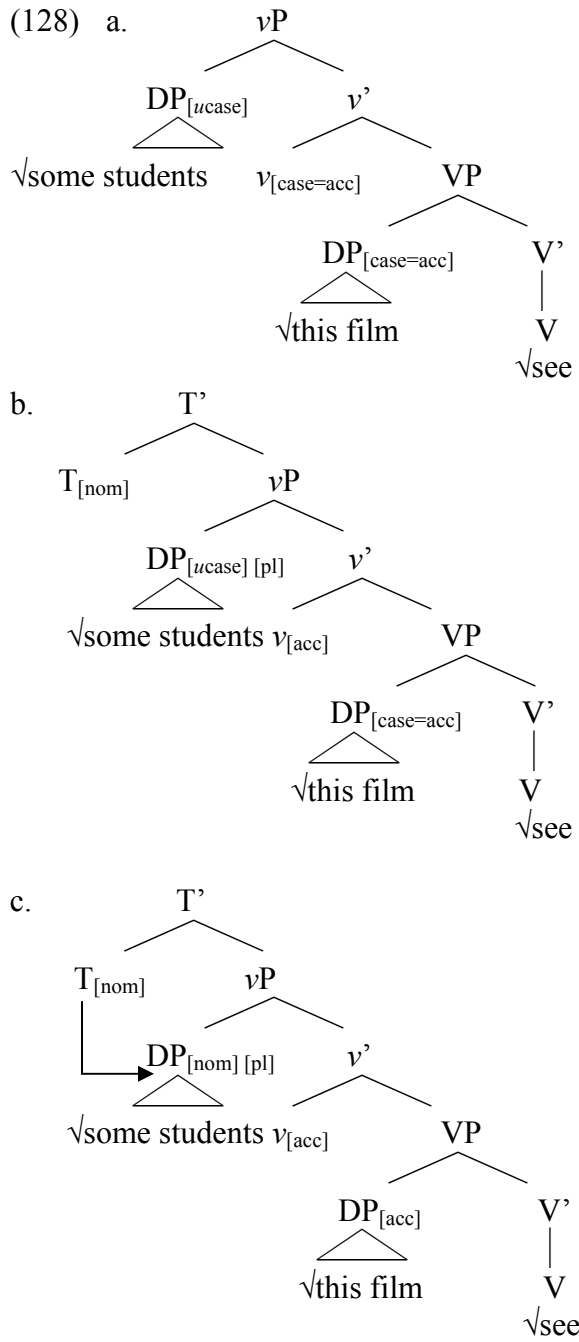 (128) a. vP
DP[ucase] v’
√some students v[case=acc] VP
DP[case=acc] V’
√this film V
√see
b. T’
T[nom] vP
DP[ucase] [pl] v’
√some students v[acc] VP
DP[case=acc] V’
√this film V
√see
c. T’
T[nom] vP
DP[nom] [pl] v’
√some students v[acc] VP
DP[acc] V’
√this film V
√see